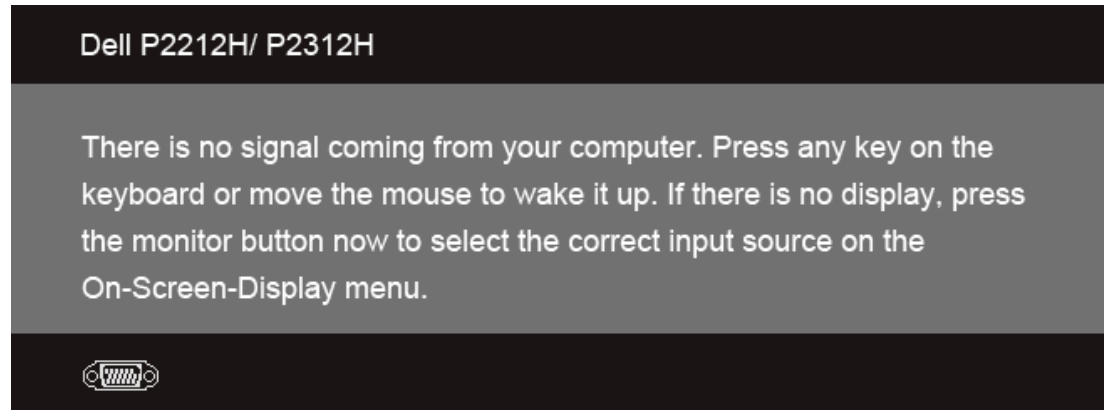 Dell P2212H/ P2312H
There is no signal coming from your computer. Press any key on the
keyboard or move the mouse to wake it up. If there is no display, press
the monitor button now to select the correct input source on the
On-Screen-Display menu.